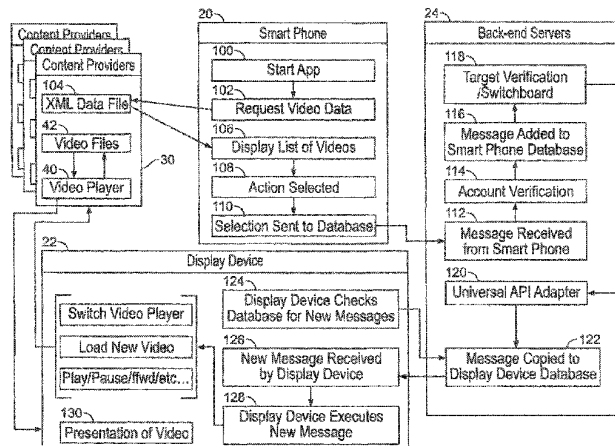 Content Providers
Content Providers
Content Providers
104
XML Data File
42
Video Files
40
Video Player
30
20
Smart Phone
100
Start App
102
Request Video Data
106
Display List of Videos
108
Action Selected
110
Selection Sent to Database
24
Back-end Servers
118
Target Verification
/Switchboard
116
Message Added to
Smart Phone Database
114
Account Verification
112
Message Received
from Smart Phone
120
Universal API Adapter
122
Message Copied to
Display Device Database
22
Display Device
124
Display Device Checks
Database for New Messages
126
New Message Received
by Display Device
128
Display Device Executes
New Message
Switch Video Player
Load New Video
Play/Pause/ffwd/etc...
130
Presentation of Video